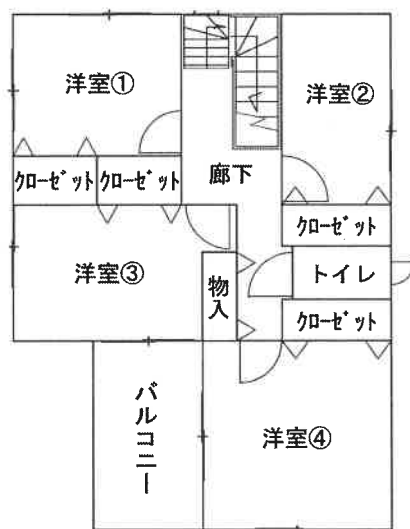 洋室①
洋室②
クローゼット
クローゼット
廊下
クローゼット
洋室③
物入
トイレ
クローゼット
バルコニー
洋室④